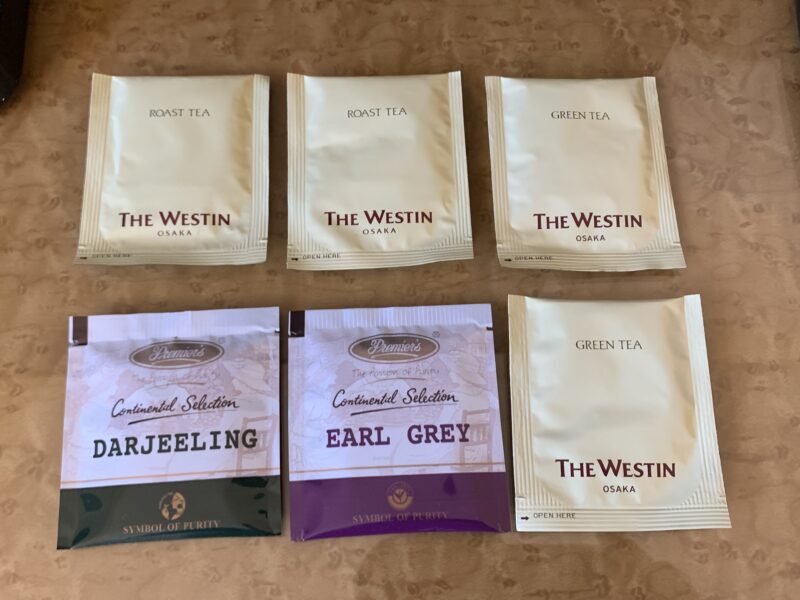 ROAST TEA
THE WESTIN
OSAKA
OPEN HERE
ROAST TEA
THE WESTIN
OSAKA
OPEN HERE
GREEN TEA
THE WESTIN
OSAKA
OPEN HERE
Premier's
Continental Selection
DARJEELING
SYMBOL OF PURITY
Premier's
®
The Passion of Purity
Continental Selection
EARL GREY
SYMBOL OF PURITY
GREEN TEA
THE WESTIN
OSAKA
OPEN HERE